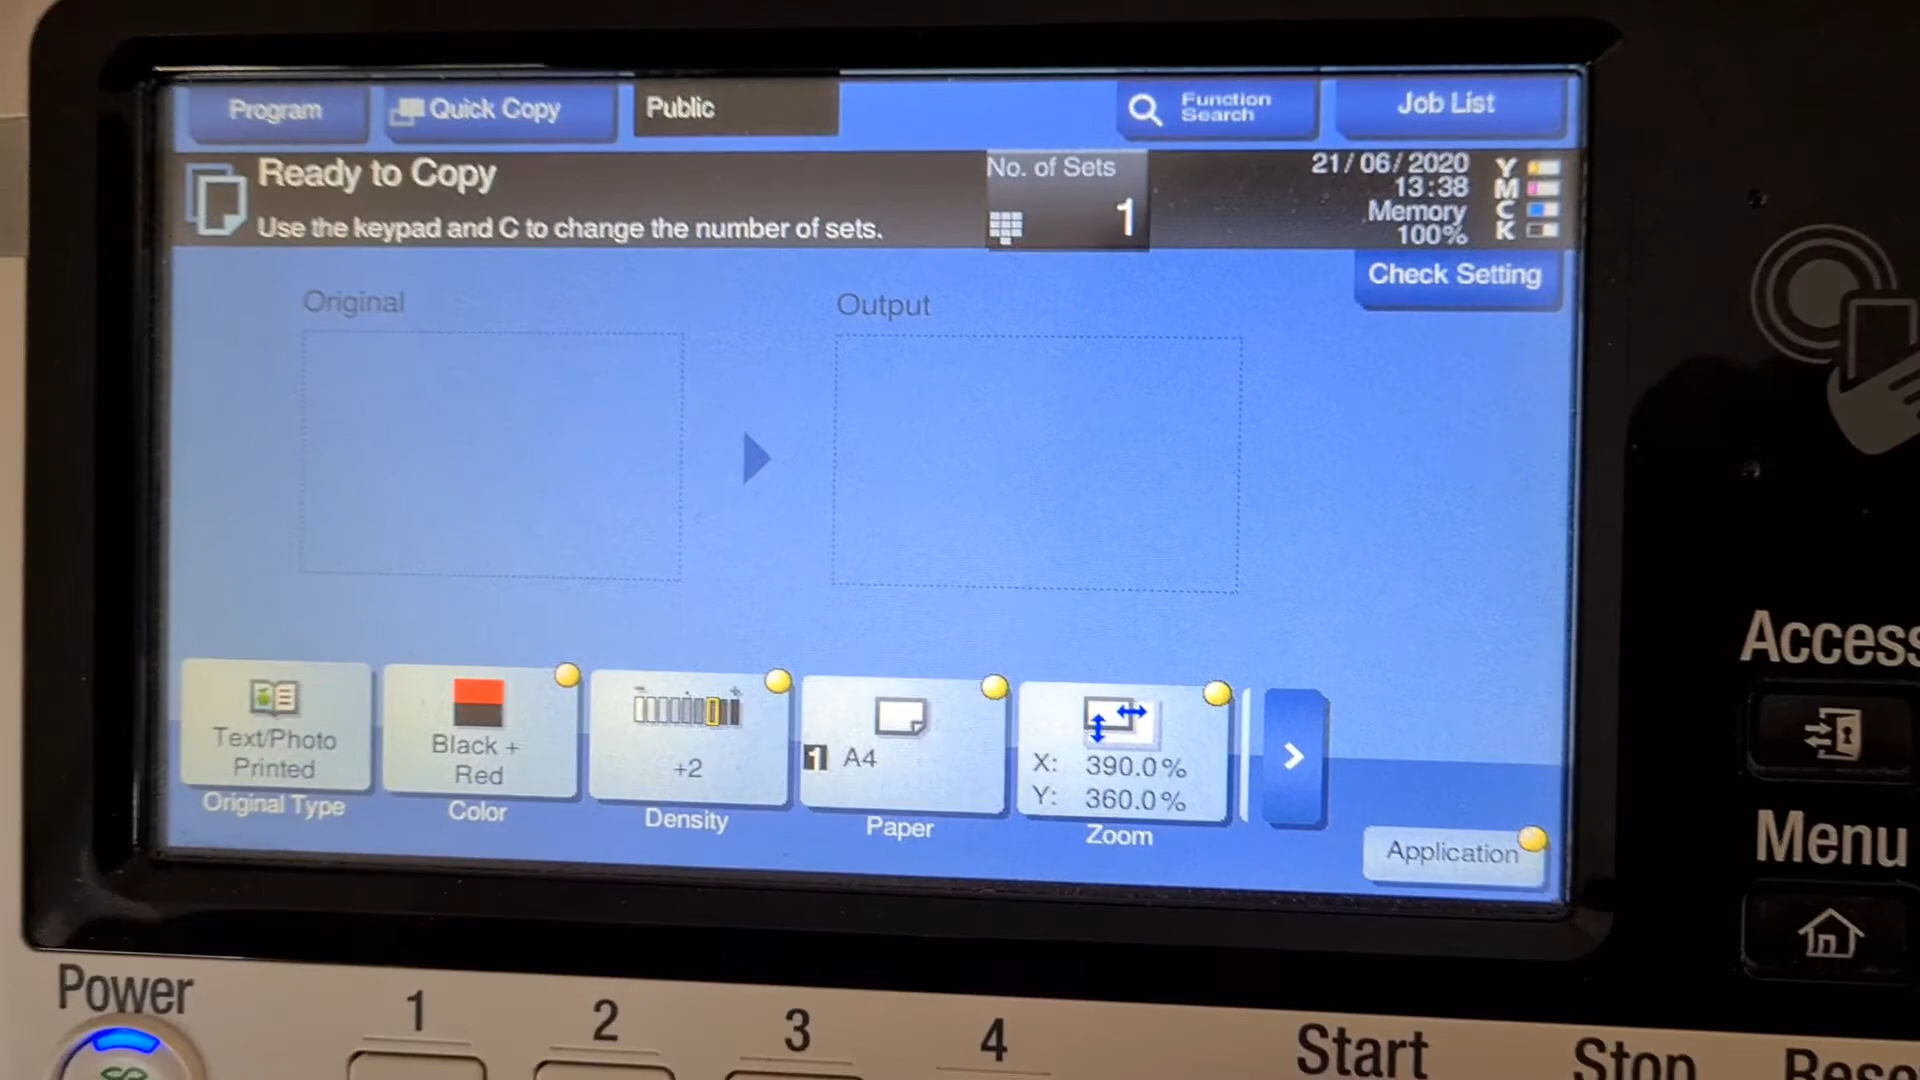 Program
Quick Copy
Public
Function
Search
Job List
Ready to Copy
Use the keypad and C to change the number of sets.
No. of Sets
1
21/06/2020
13:38
Memory
100%
Y
M
C
K
Check Setting
Original
Output
Text/Photo
Printed
Original Type
Black +
Red
Color
+2
Density
1 A4
Paper
X: 390.0%
Y: 360.0%
Zoom
Application
Access
Menu
Power
1
2
3
4
Start
Stop
Rese